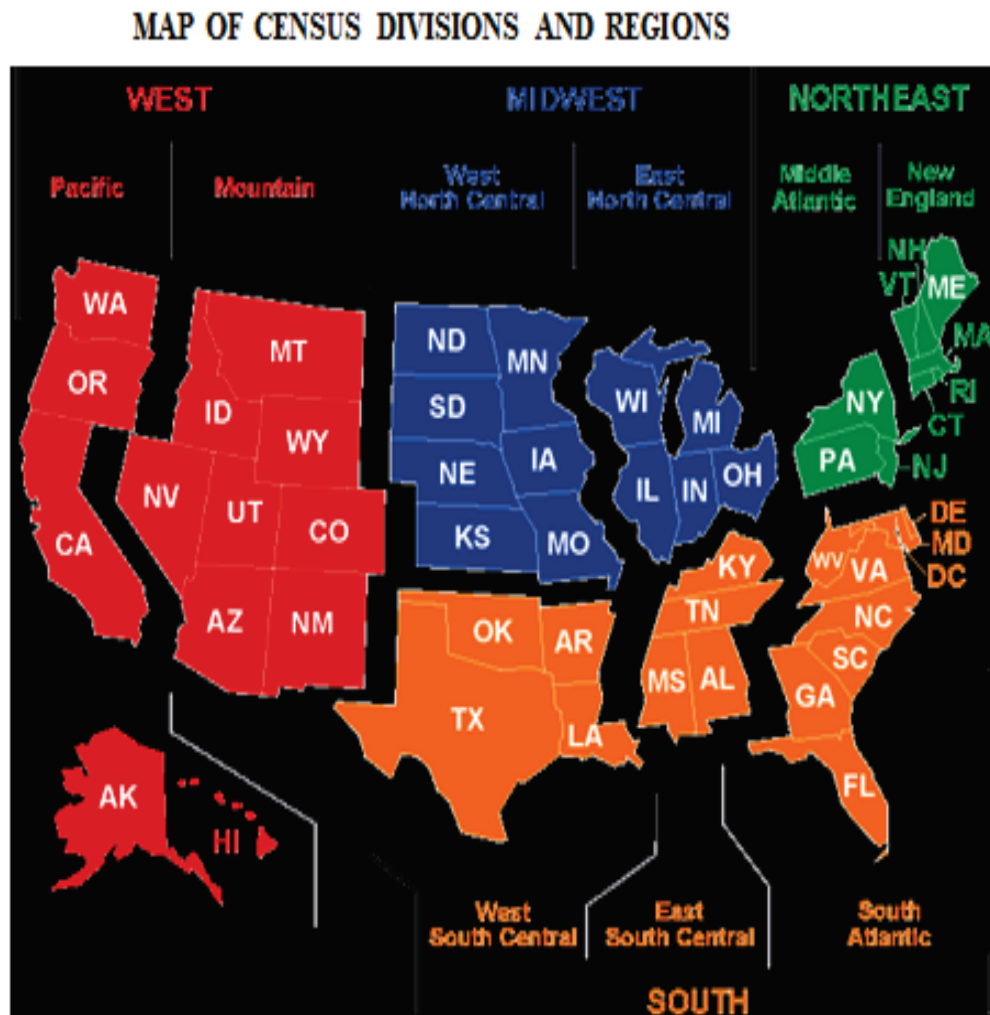 MAP OF CENSUS DIVISIONS AND REGIONS
WEST
MIDWEST
NORTHEAST
Pacific
Mountain
West
North Central
East
North Central
Middle
Atlantic
New
England
WA
OR
CA
MT
ID
WY
NV
UT
CO
AZ
NM
AK
HI
ND
SD
NE
KS
MN
IA
MO
WI
MI
IL
IN
OH
NH
VT
ME
MA
RI
CT
NY
PA
NJ
OK
AR
TX
LA
KY
TN
MS
AL
DE
MD
DC
WV
VA
NC
SC
GA
FL
West
South Central
East
South Central
South
Atlantic
SOUTH